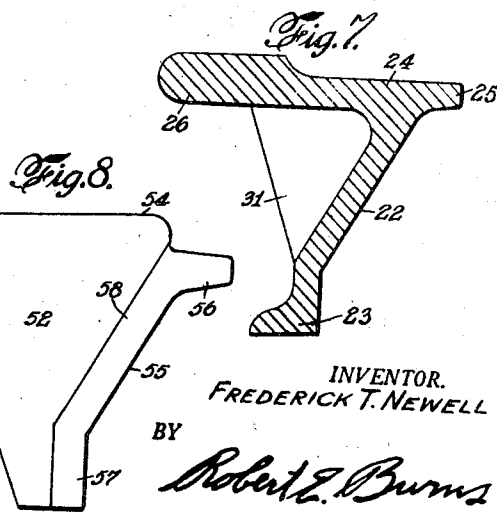 Fig. 7.
24
25
26
Fig. 8.
54
31
22
58
56
52
23
55
INVENTOR.
FREDERICK T. NEWELL
BY
57
Robert E. Burns